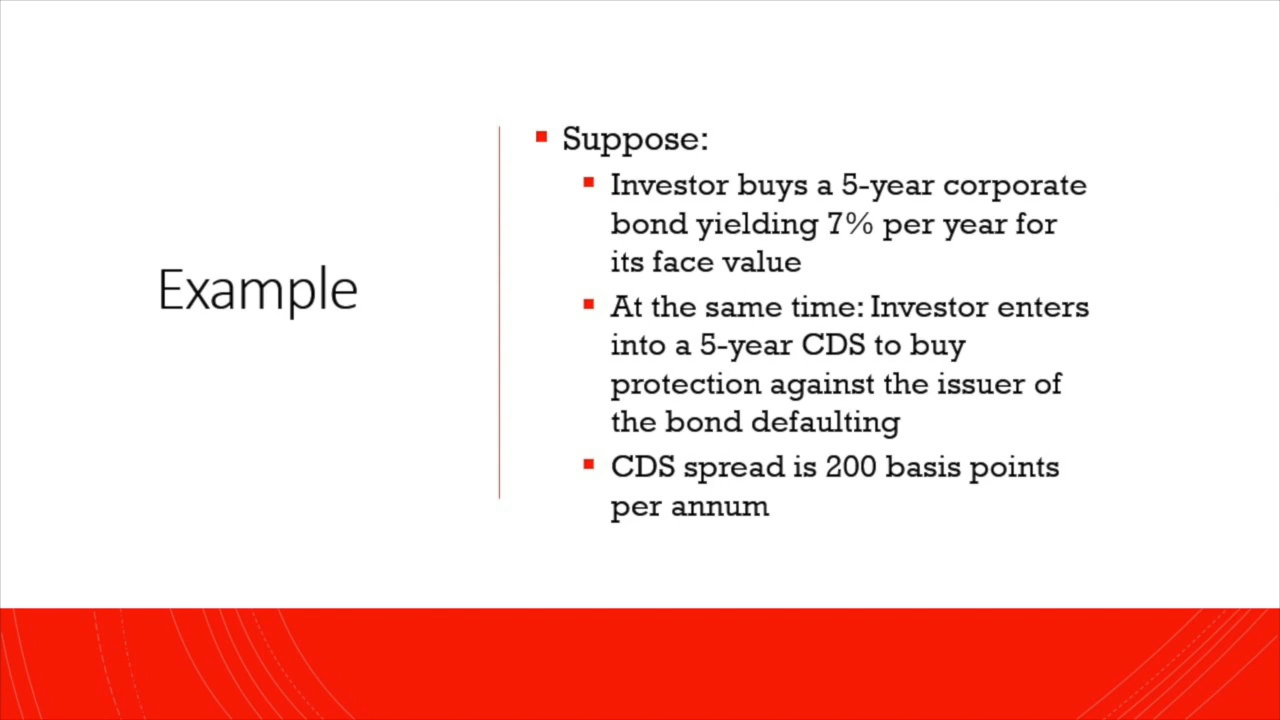 Example
Suppose:
Investor buys a 5-year corporate
bond yielding 7% per year for
its face value
At the same time: Investor enters
into a 5-year CDS to buy
protection against the issuer of
the bond defaulting
CDS spread is 200 basis points
per annum